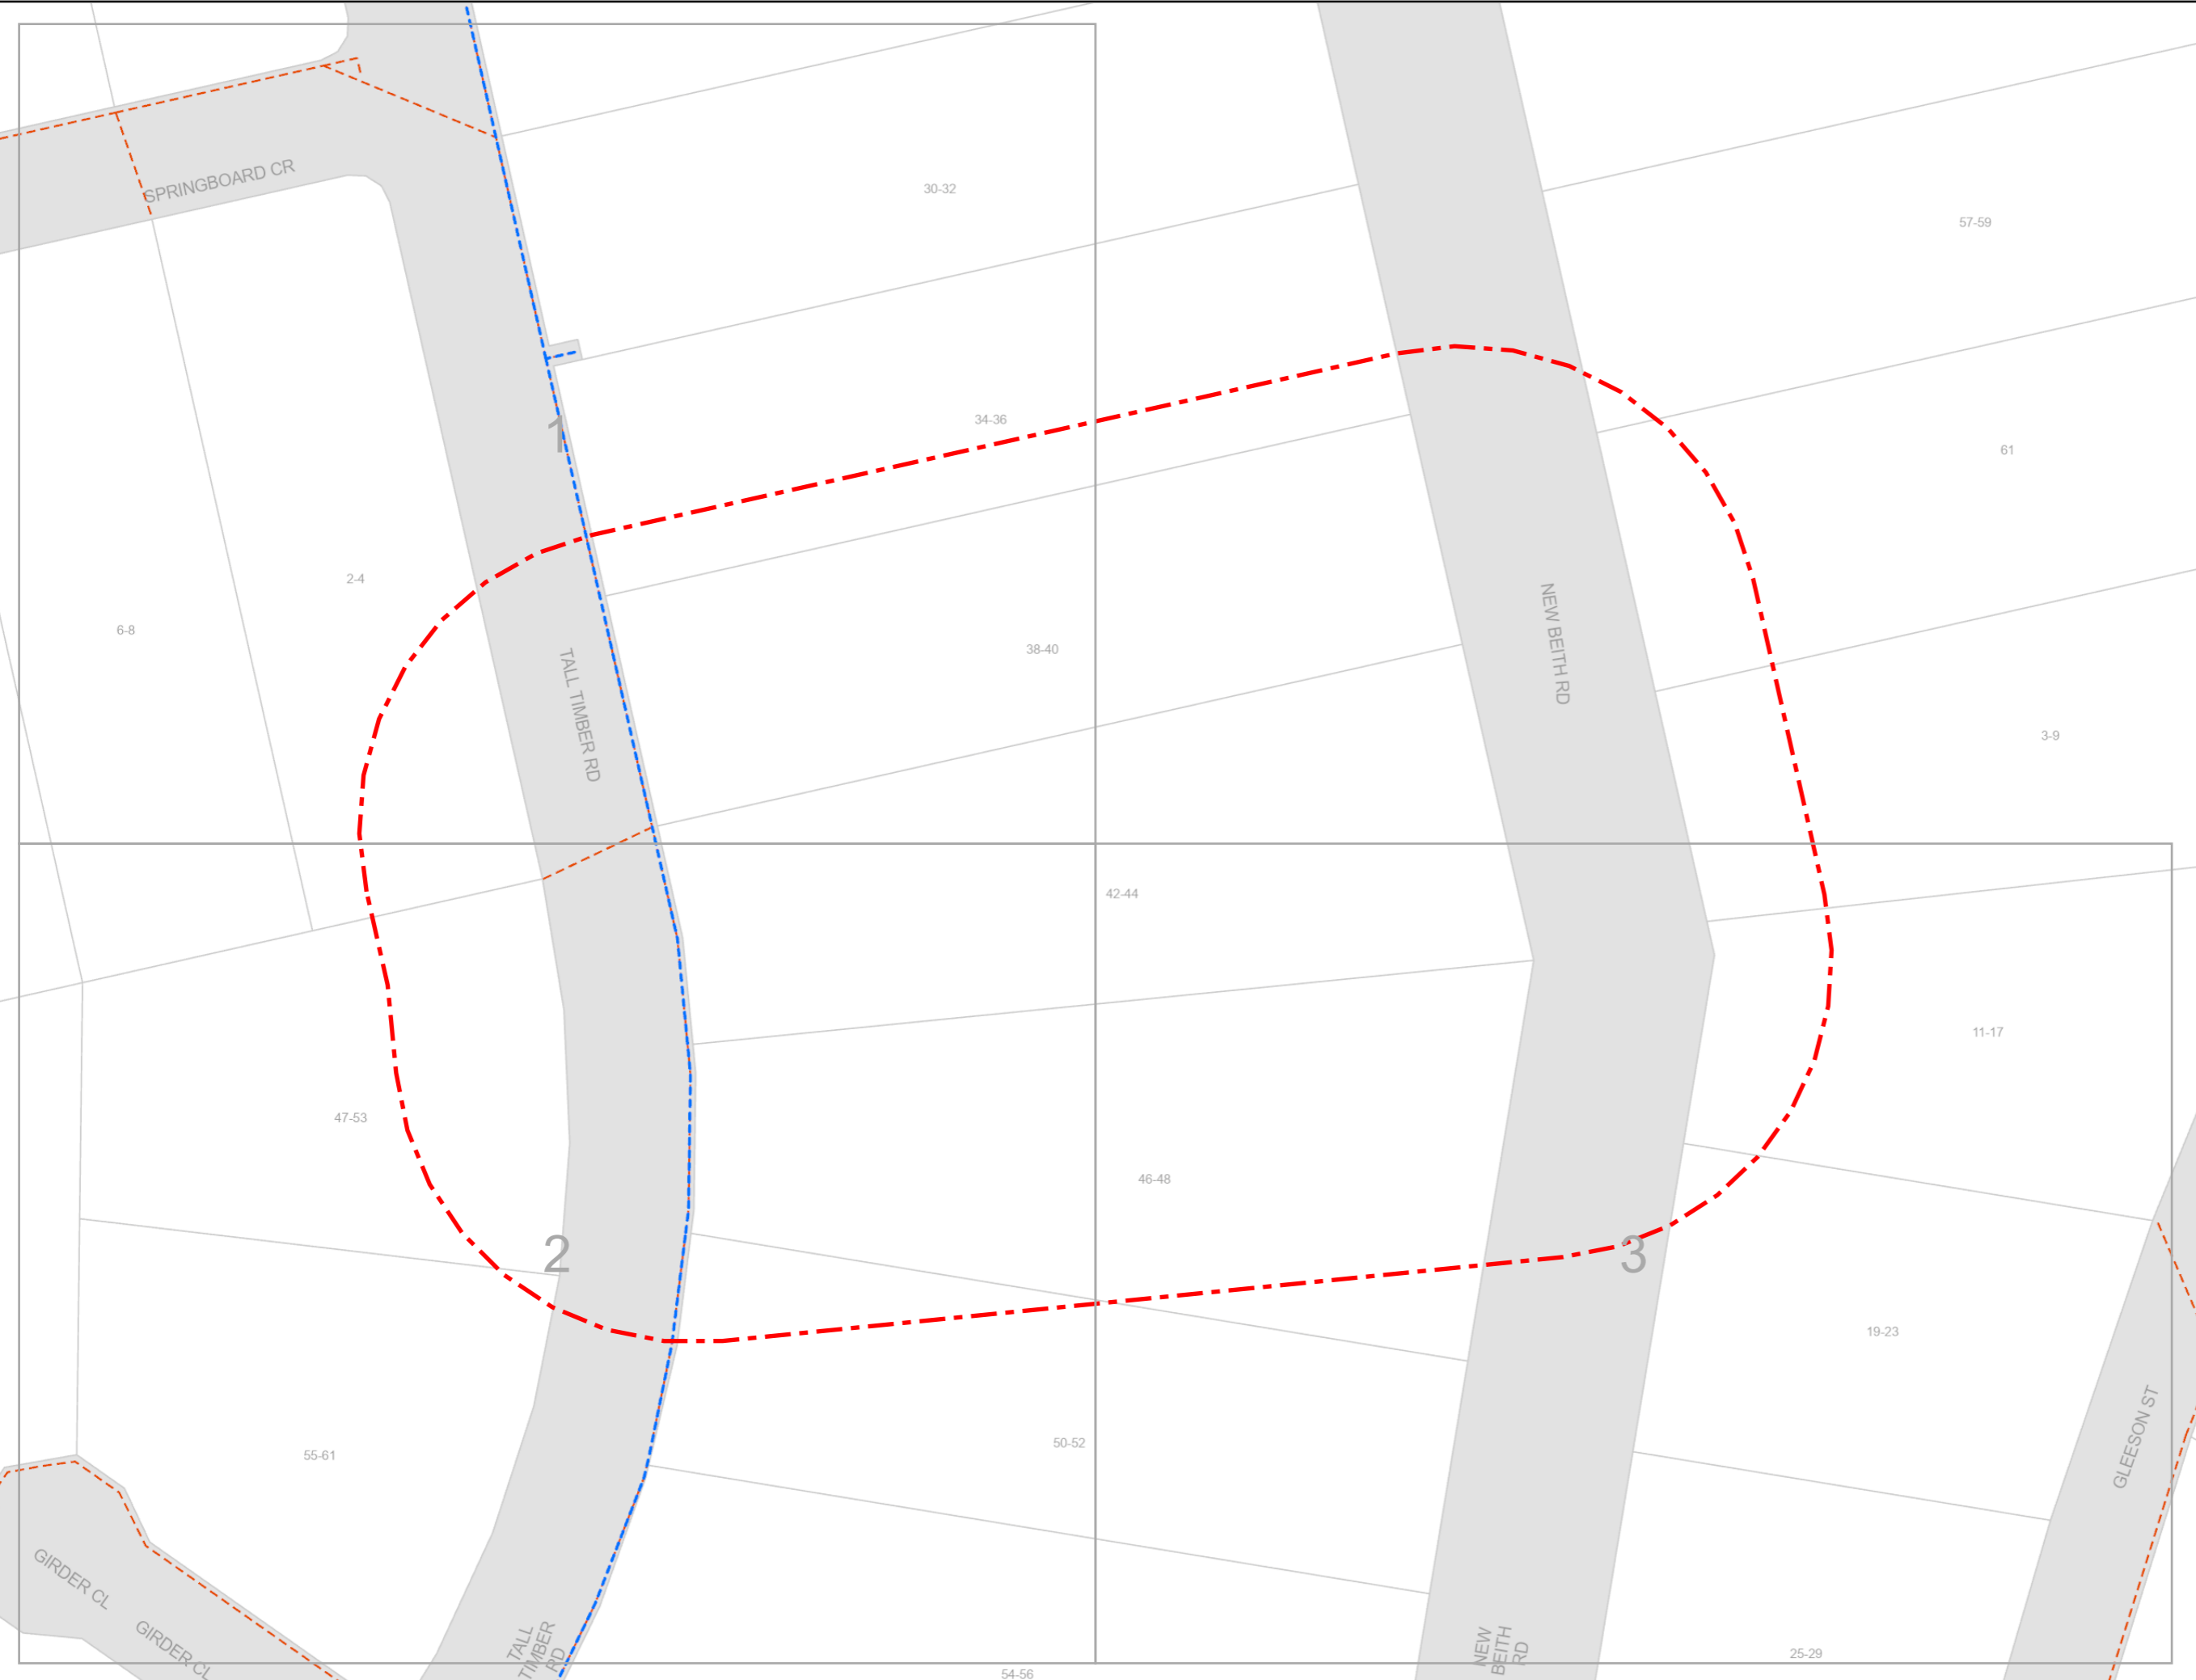 SPRINGBOARD CR
30-32
57-59
1
34-36
61
2-4
6-8
38-40
TALL TIMBER RD
NEW BEITH RD
3-9
42-44
11-17
47-53
46-48
2
3
19-23
50-52
55-61
GLEESON ST
GIRDER CL
GIRDER CL
TALL
TIMBER
RD
NEW
BEITH
RD
25-29
54-56